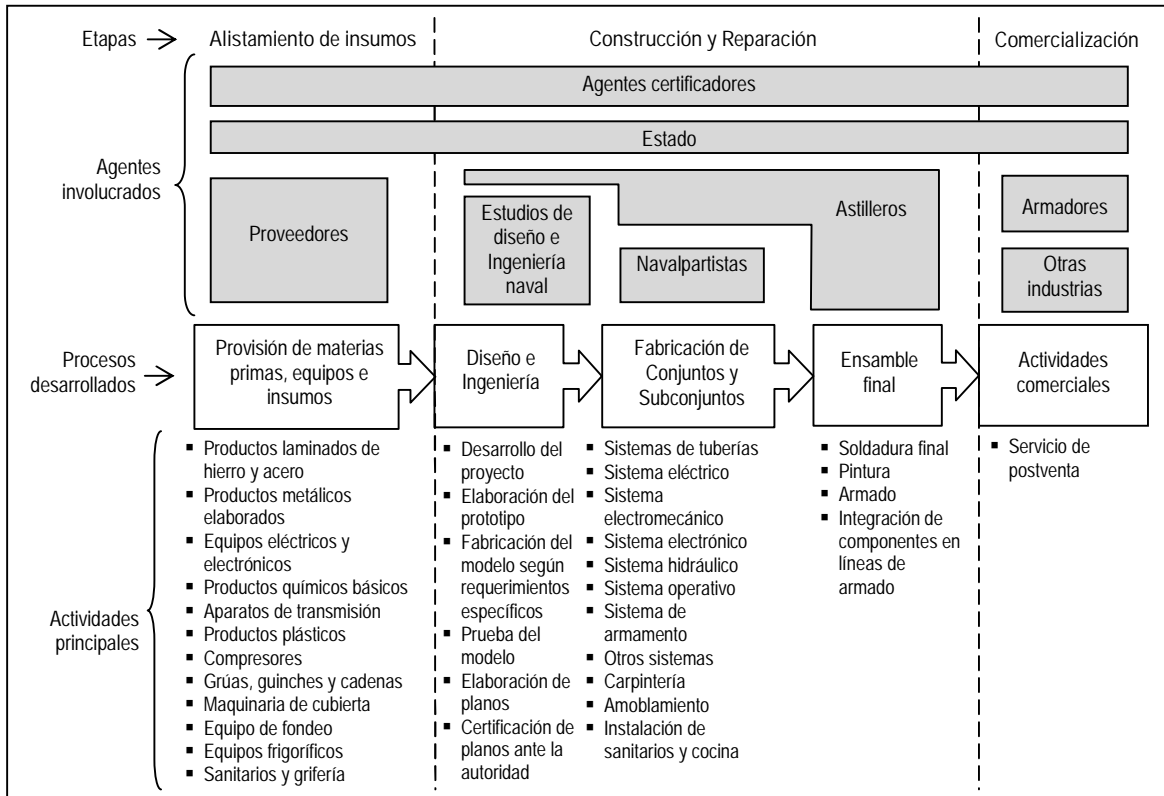 Etapas
Alistamiento de insumos
Construcción y Reparación
Comercialización
Agentes certificadores
Estado
Agentes
involucrados
Proveedores
Estudios de
diseño e
Ingeniería
naval
Navalpartistas
Astilleros
Armadores
Otras
industrias
Procesos
desarrollados
Provisión de materias
primas, equipos e
insumos
Diseño e
Ingeniería
Fabricación de
Conjuntos y
Subconjuntos
Ensamble
final
Actividades
comerciales
Actividades
principales
▪ Productos laminados de
hierro y acero
▪ Productos metálicos
elaborados
▪ Equipos eléctricos y
electrónicos
▪ Productos químicos básicos
▪ Aparatos de transmisión
▪ Productos plásticos
▪ Compresores
▪ Grúas, guinches y cadenas
▪ Maquinaria de cubierta
▪ Equipo de fondeo
▪ Equipos frigoríficos
▪ Sanitarios y grifería
▪ Desarrollo del
proyecto
▪ Elaboración del
prototipo
▪ Fabricación del
modelo según
requerimientos
específicos
▪ Prueba del
modelo
▪ Elaboración de
planos
▪ Certificación de
planos ante la
autoridad
▪ Sistemas de tuberías
▪ Sistema eléctrico
▪ Sistema
electromecánico
▪ Sistema electrónico
▪ Sistema hidráulico
▪ Sistema operativo
▪ Sistema de
armamento
▪ Otros sistemas
▪ Carpintería
▪ Amoblamiento
▪ Instalación de
sanitarios y cocina
▪ Soldadura final
▪ Pintura
▪ Armado
▪ Integración de
componentes en
líneas de
armado
▪ Servicio de
postventa